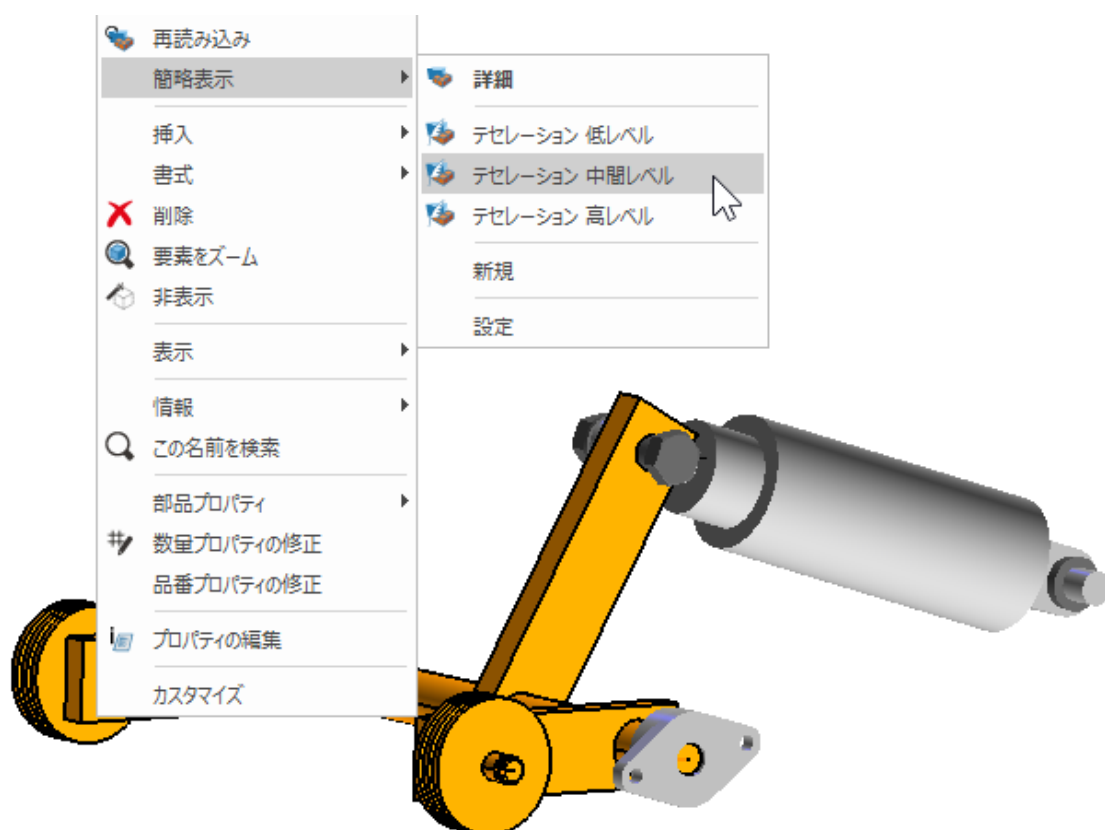 再読み込み
簡略表示
挿入
書式
削除
要素をズーム
非表示
表示
情報
この名前を検索
部品プロパティ
数量プロパティの修正
品番プロパティの修正
プロパティの編集
カスタマイズ
詳細
テセレーション 低レベル
テセレーション 中間レベル
テセレーション 高レベル
新規
設定